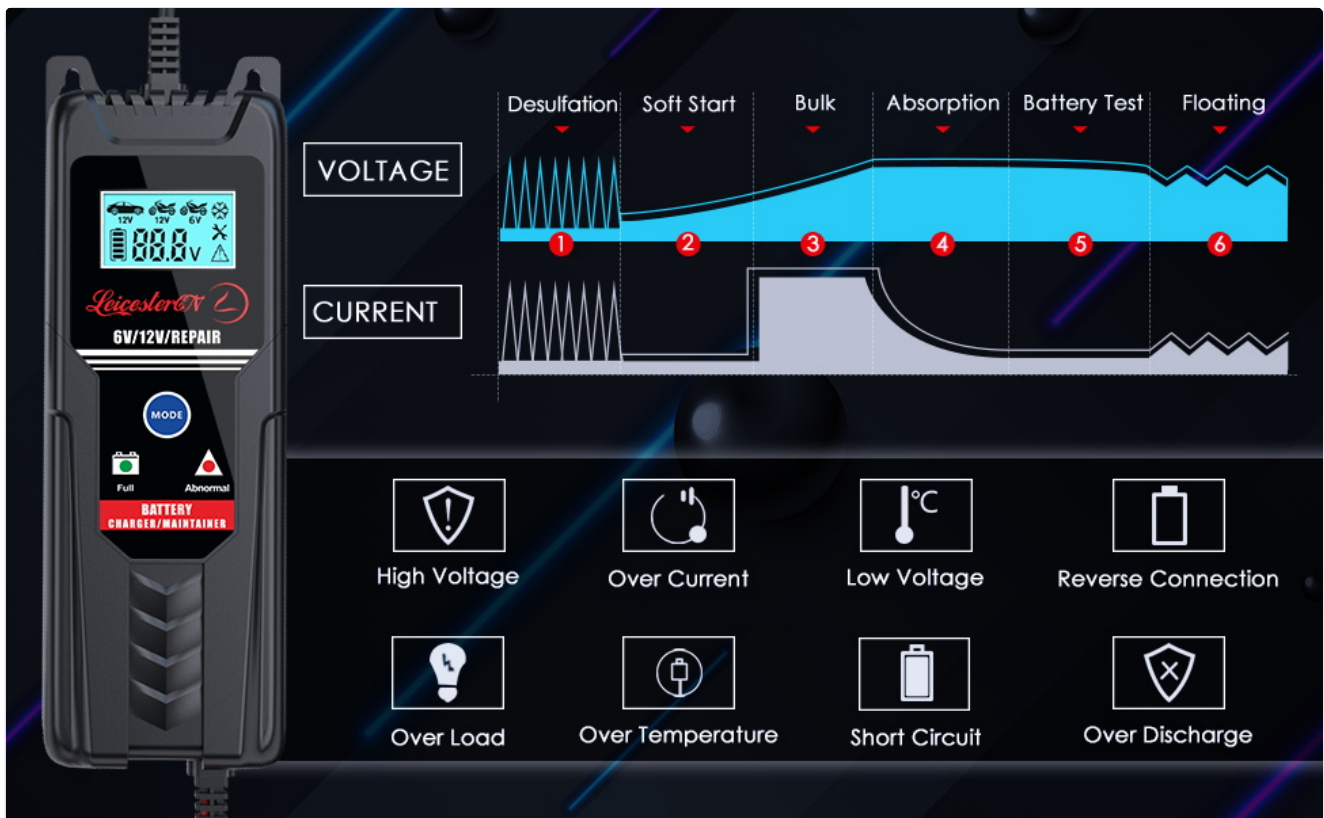 Desulfation Soft Start Bulk Absorption Battery Test Floating
VOLTAGE
1 2 3 4 5 6
CURRENT
12V 12V 6V
88.8V
LeicesterCN
6V/12V/REPAIR
MODE
Full Abnormal
BATTERY
CHARGER/MAINTAINER
High Voltage Over Current °C Low Voltage Reverse Connection
Over Load Over Temperature Short Circuit Over Discharge